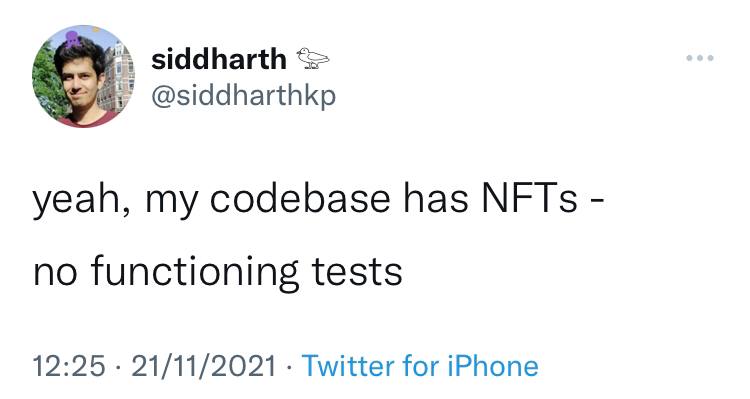 siddharth
@siddharthkp
yeah, my codebase has NFTs -
no functioning tests
12:25 · 21/11/2021 · Twitter for iPhone